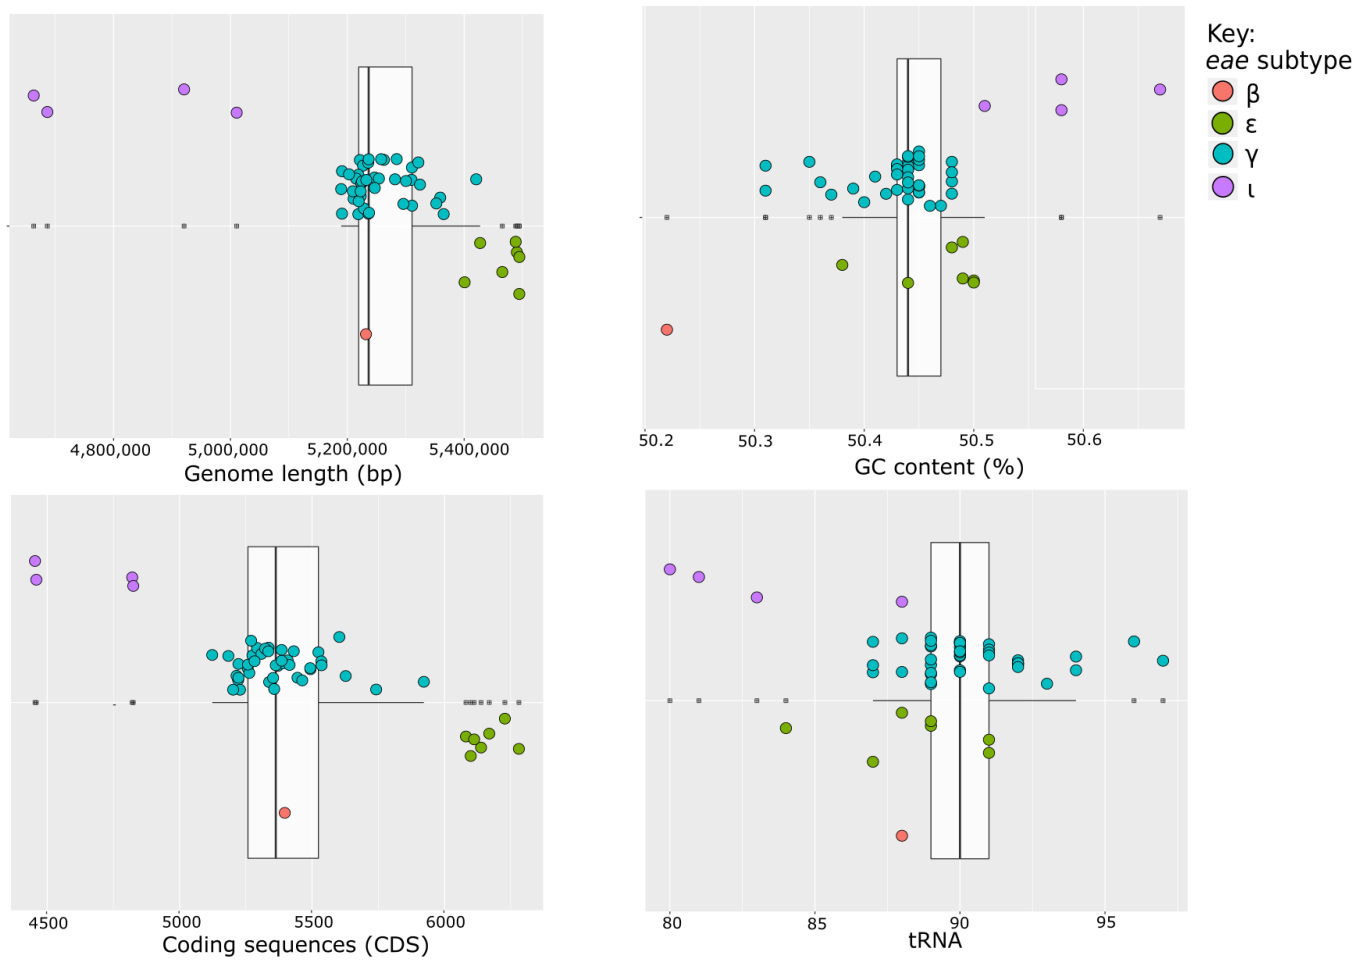 Key:
eae subtype
β
ε
γ
ι
4,800,000 5,000,000 5,200,000 5,400,000
Genome length (bp)
50.2 50.3 50.4 50.5 50.6
GC content (%)
4500 5000 5500 6000
Coding sequences (CDS)
80 85 90 95
tRNA